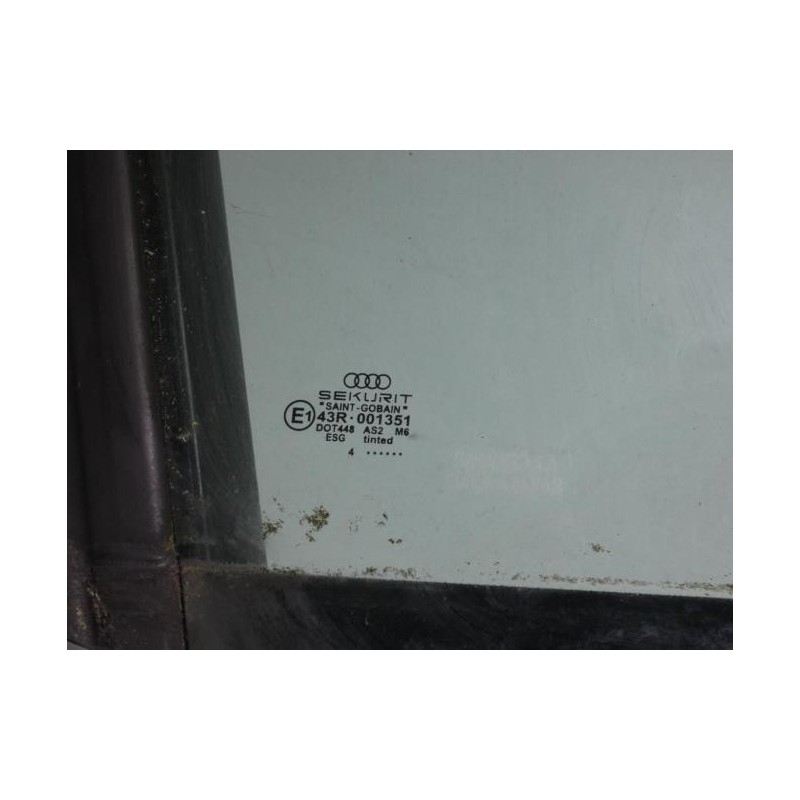 SEKURIT
"SAINT-GOBAIN"
E1 43R·001351
DOT448 AS2 M6
ESG tinted
4 ......